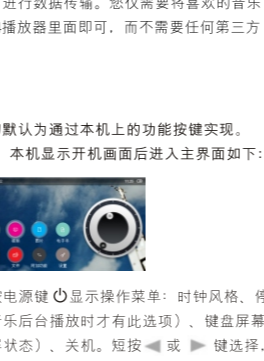 进行数据传输。您仅需要将喜欢的音乐
播放器里面即可，而不需要任何第三方
默认为通过本机上的功能按键实现。
本机显示开机画面后进入主界面如下：
电源键显示操作菜单：时钟风格、停
乐后台播放时才有此选项）、键盘屏幕
状态）、关机。短按 ◀ 或 ▶ 键选择，